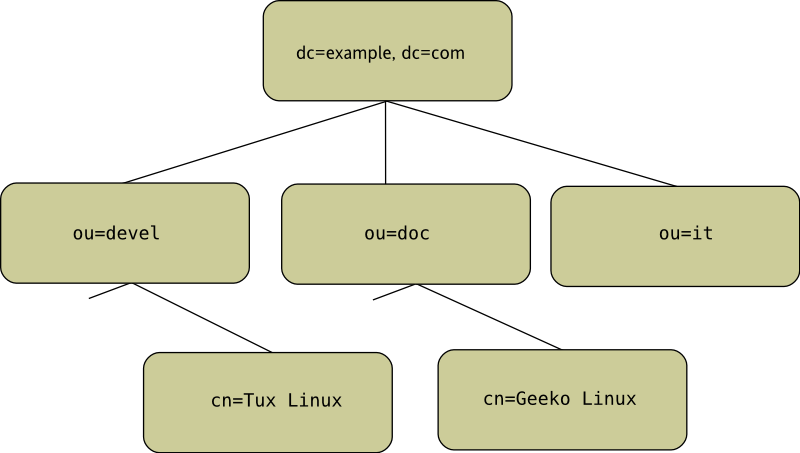 dc=example, dc=com
ou=devel
ou=doc
ou=it
cn=Tux Linux
cn=Geeko Linux